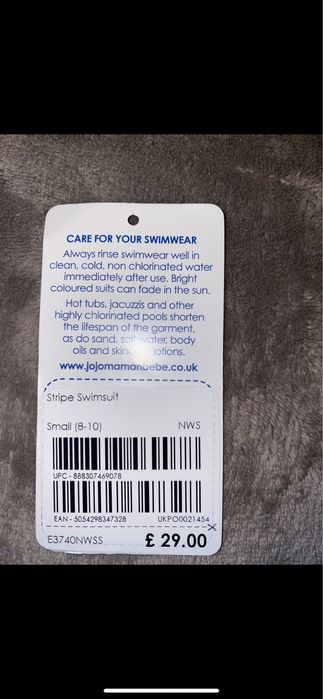 CARE FOR YOUR SWIMWEAR
Always rinse swimwear well in
clean, cold, non chlorinated water
immediately after use. Bright
coloured suits can fade in the sun.
Hot tubs, jacuzzis and other
highly chlorinated pools shorten
the lifespan of the garment,
as do sand, salt water, body
oils and lotions.
www.jojomamanbebe.co.uk
Stripe Swimsuit
Small (8-10) NWS
UPC - 888307469078
EAN - 5054298347328 UKPO0021454
E3740NWSS £ 29.00